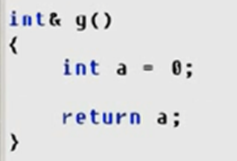 int& g()
{
    int a = 0;
    return a;
}